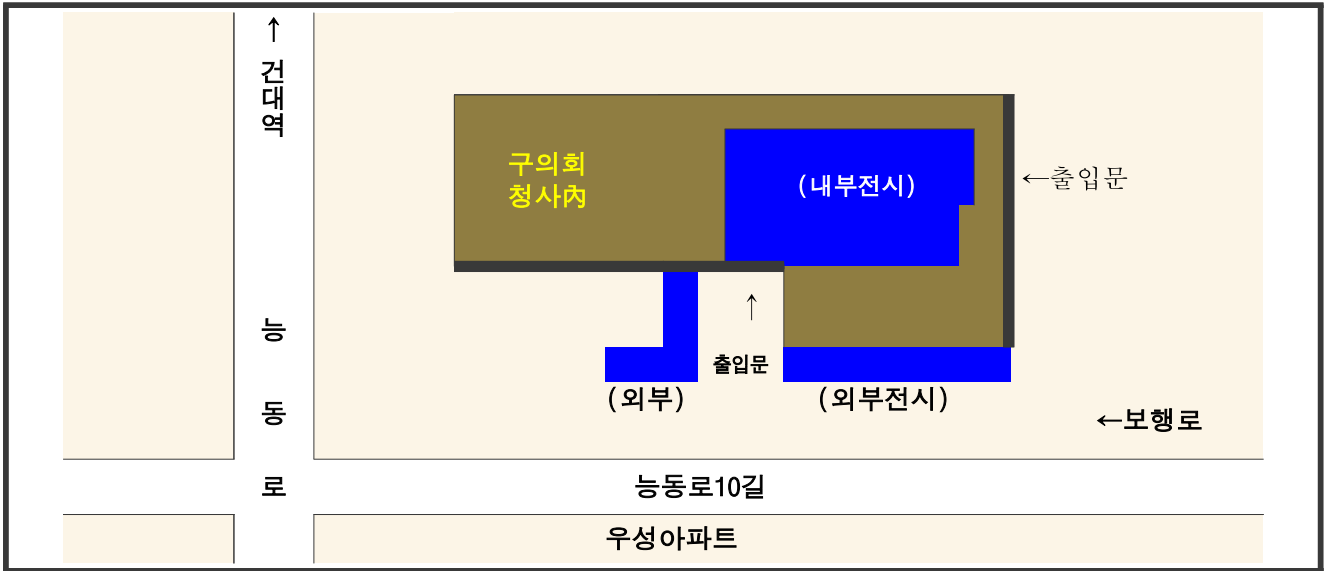 ↑
건
대
역
구의회
청사內
(내부전시)
←출입문
↑
출입문
(외부)
(외부전시)
←보행로
능
동
로
능동로10길
우성아파트